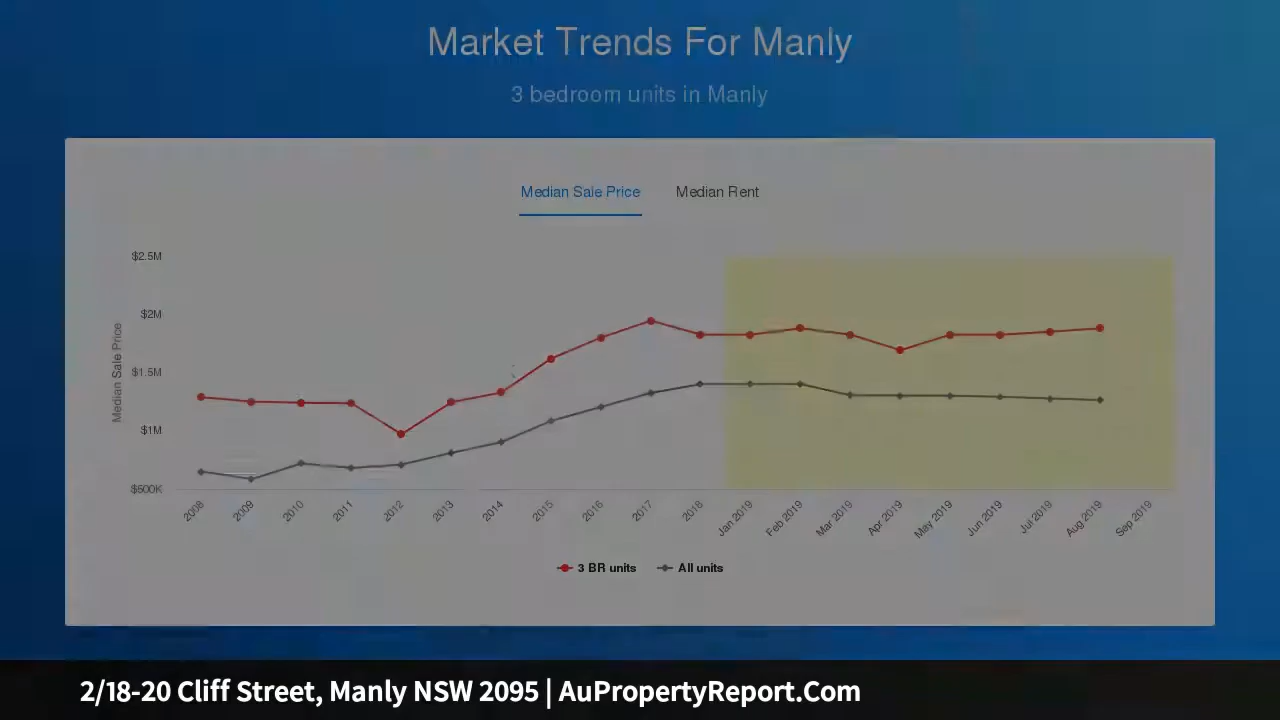 Market Trends For Manly
3 bedroom units in Manly
Median Sale Price Median Rent
Median Sale Price
$2.5M
$2M
$1.5M
$1M
$500K
2008 2009 2010 2011 2012 2013 2014 2015 2016 2017 2018 Jan 2019 Feb 2019 Mar 2019 Apr 2019 May 2019 Jun 2019 Jul 2019 Aug 2019 Sep 2019
3 BR units All units
2/18-20 Cliff Street, Manly NSW 2095 | AuPropertyReport.Com